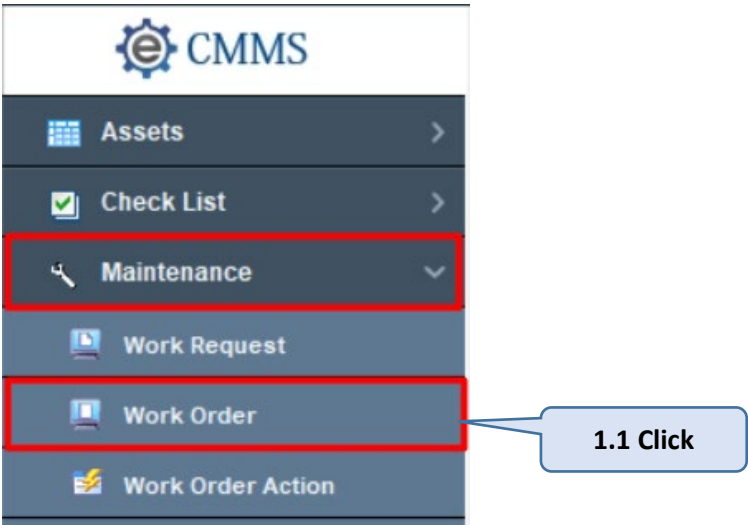 e CMMS
Assets
Check List
Maintenance
Work Request
Work Order
1.1 Click
Work Order Action